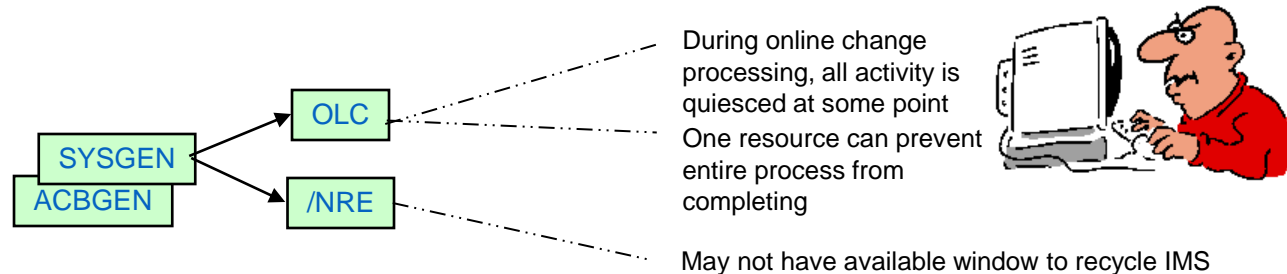 SYSGEN
ACBGEN
OLC
/NRE
During online change
processing, all activity is
quiesced at some point
One resource can prevent
entire process from
completing
May not have available window to recycle IMS